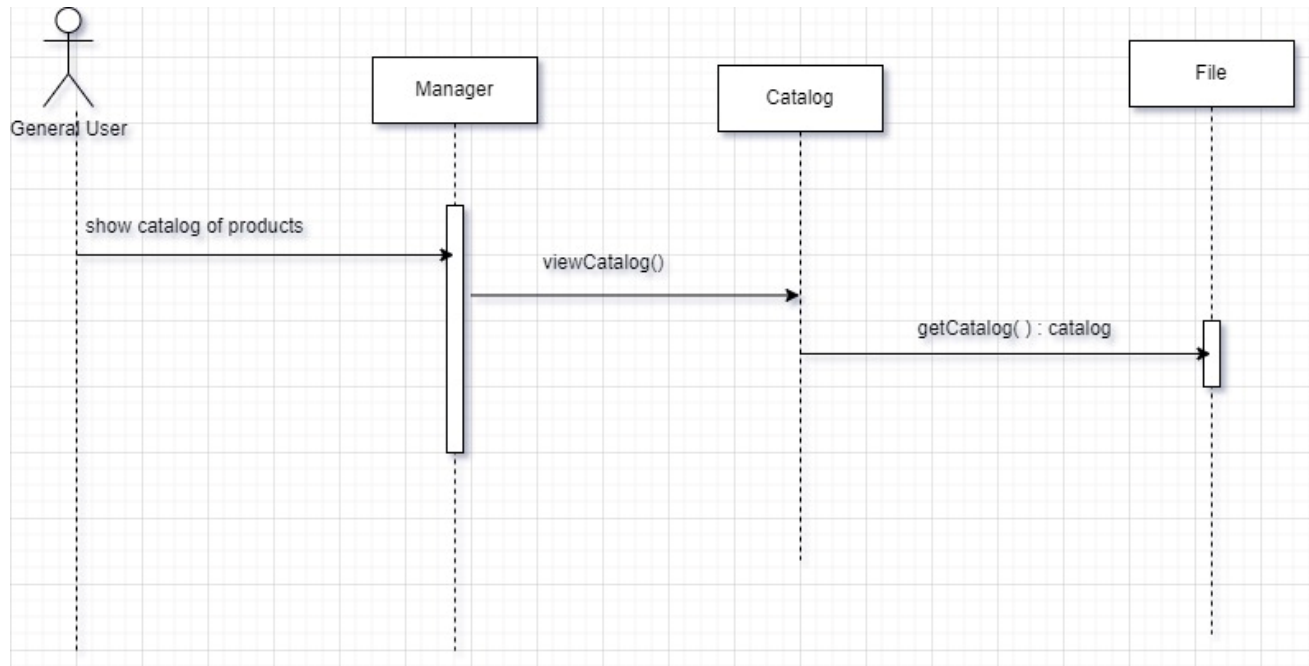 General User
Manager
Catalog
File
show catalog of products
viewCatalog()
getCatalog( ) : catalog